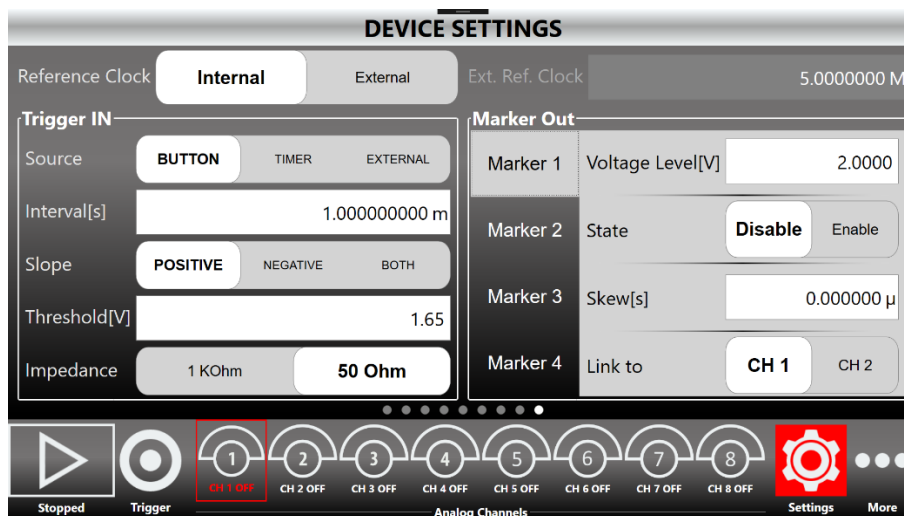 DEVICE SETTINGS
Reference Clock Internal External Ext. Ref. Clock 5.0000000 M
Trigger IN
Source BUTTON TIMER EXTERNAL
Interval[s] 1.000000000 m
Slope POSITIVE NEGATIVE BOTH
Threshold[V] 1.65
Impedance 1 KOhm 50 Ohm
Marker Out
Marker 1 Voltage Level[V] 2.0000
Marker 2 State Disable Enable
Marker 3 Skew[s] 0.000000 µ
Marker 4 Link to CH 1 CH 2
1 2 3 4 5 6 7 8
CH 1 OFF CH 2 OFF CH 3 OFF CH 4 OFF CH 5 OFF CH 6 OFF CH 7 OFF CH 8 OFF
Stopped Trigger Analog Channels Settings More